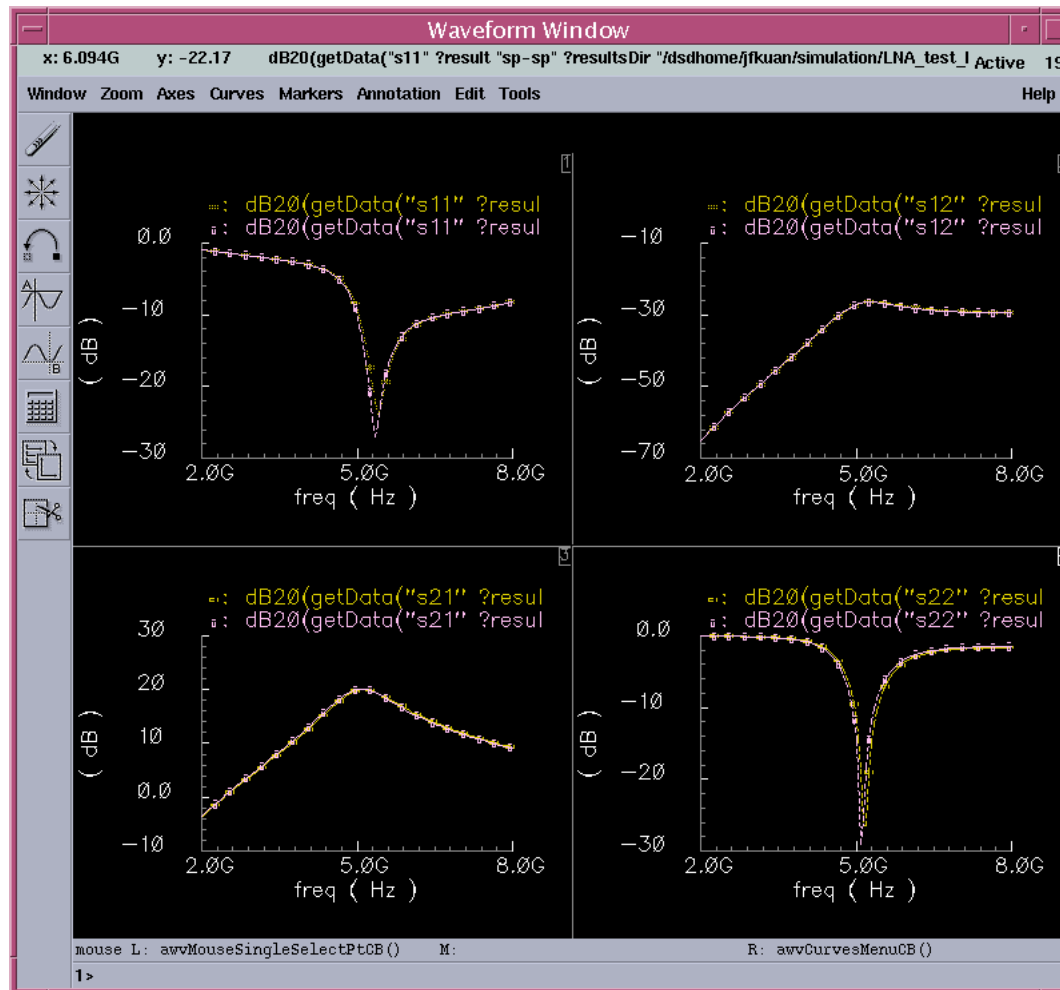 Waveform Window
x: 6.094G y: -22.17 dB20(getData("s11" ?result "sp-sp" ?resultsDir "/dsdhome/jfkuan/simulation/LNA_test_l Active 19
Window Zoom Axes Curves Markers Annotation Edit Tools Help
A
B
1
dB20(getData("s11" ?resul
dB20(getData("s11" ?resul
0.0
-10
-20
-30
( dB )
2.0G 5.0G 8.0G
freq ( Hz )
dB20(getData("s12" ?resul
dB20(getData("s12" ?resul
-10
-30
-50
-70
( dB )
2.0G 5.0G 8.0G
freq ( Hz )
3
dB20(getData("s21" ?resul
dB20(getData("s21" ?resul
30
20
10
0.0
-10
( dB )
2.0G 5.0G 8.0G
freq ( Hz )
dB20(getData("s22" ?resul
dB20(getData("s22" ?resul
0.0
-10
-20
-30
( dB )
2.0G 5.0G 8.0G
freq ( Hz )
mouse L: awvMouseSingleSelectPtCB() M: R: awvCurvesMenuCB()
1>